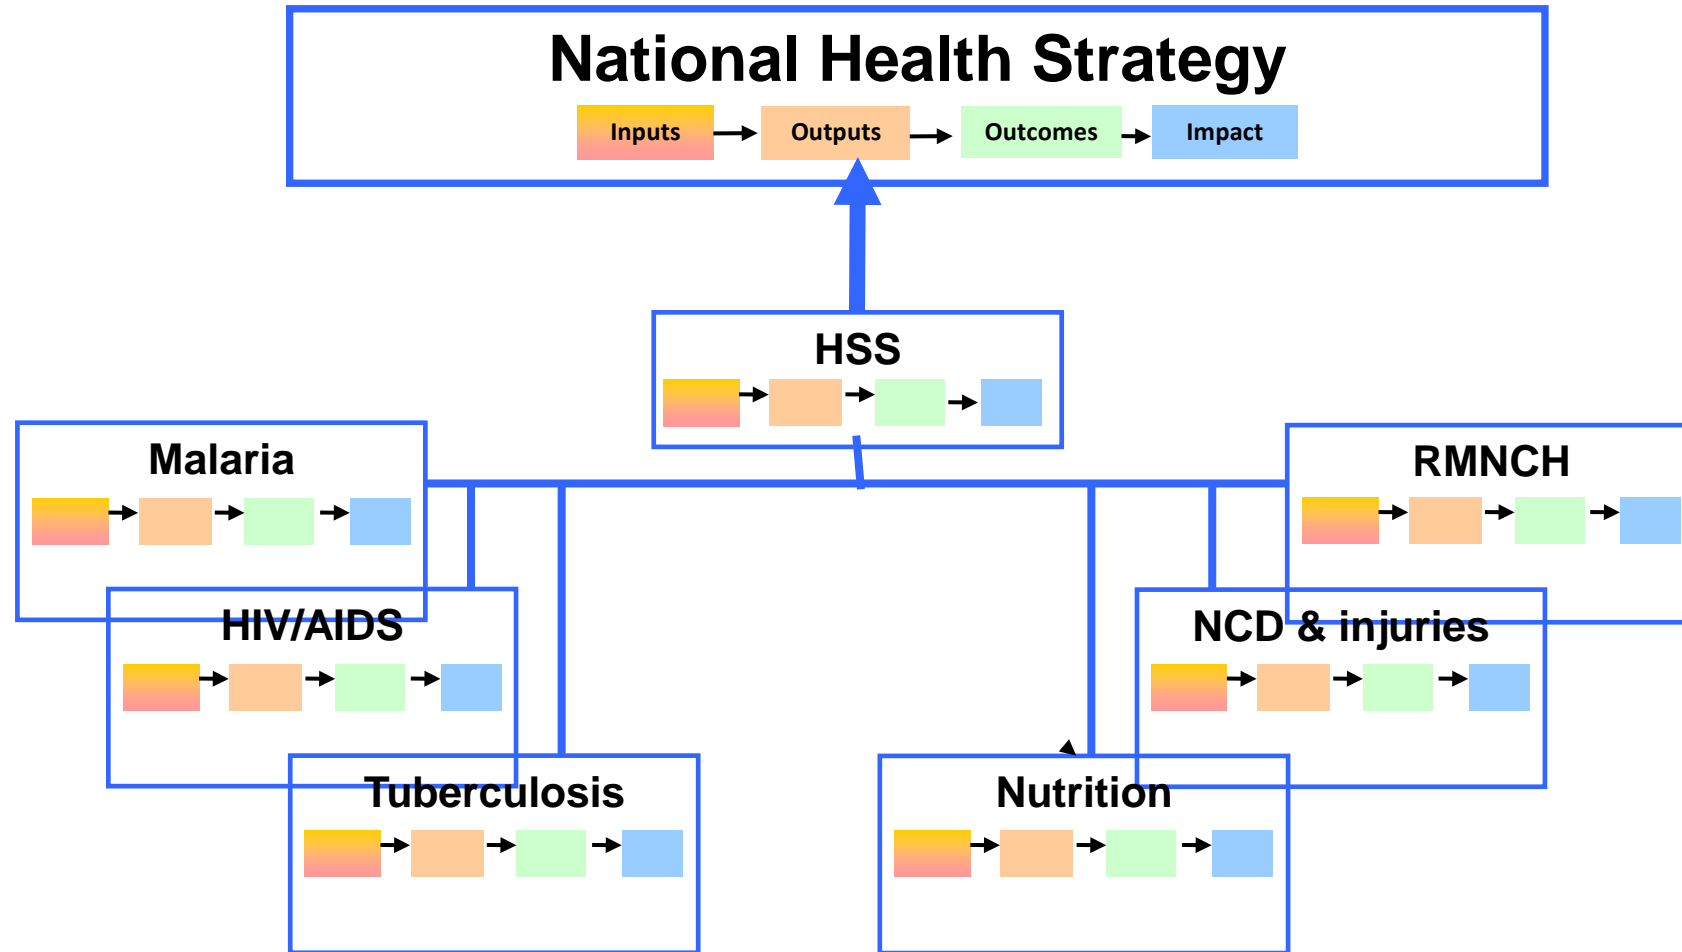 National Health Strategy
Inputs
Outputs
Outcomes
Impact
HSS
Malaria
RMNCH
HIV/AIDS
NCD & injuries
Tuberculosis
Nutrition